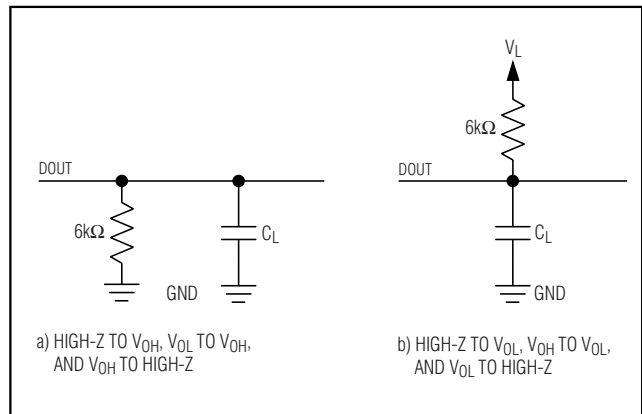 DOUT
6kΩ
C_L
GND
a) HIGH-Z TO V_OH, V_OL TO V_OH,
AND V_OH TO HIGH-Z
V_L
6kΩ
DOUT
C_L
GND
b) HIGH-Z TO V_OL, V_OH TO V_OL,
AND V_OL TO HIGH-Z